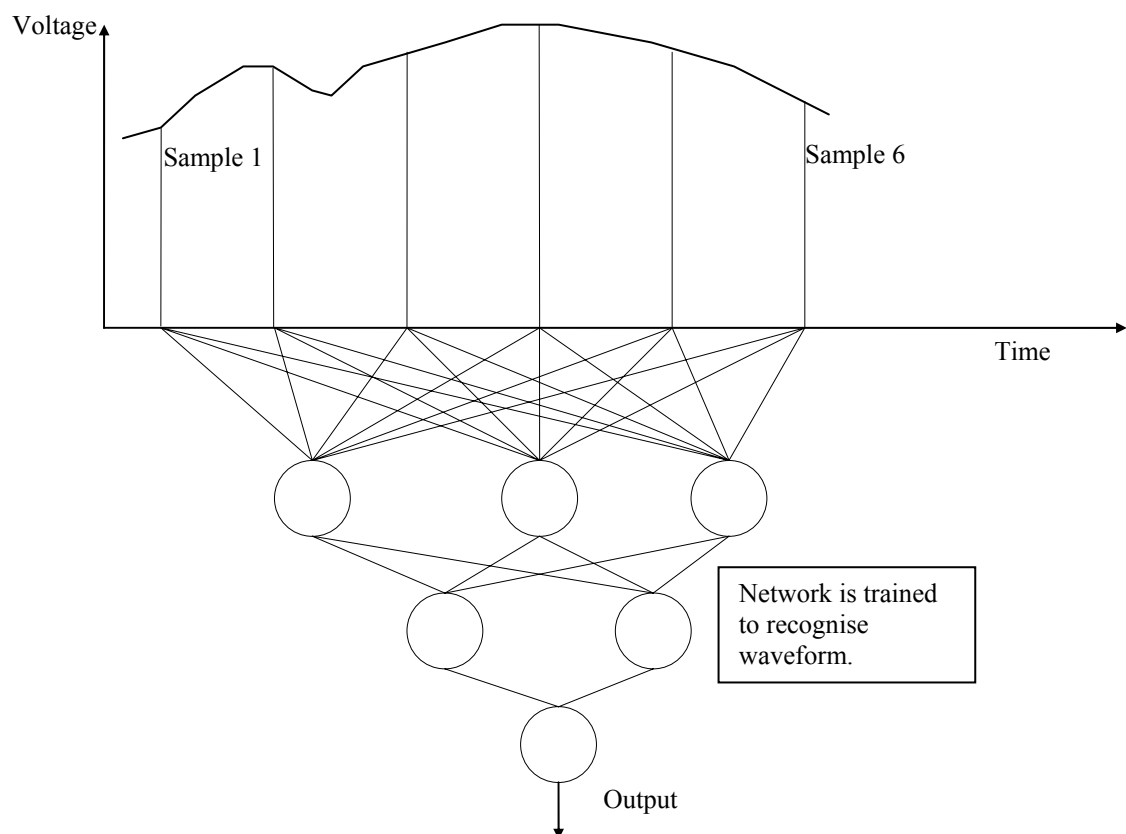 Voltage
Sample 1
Sample 6
Time
Network is trained
to recognise
waveform.
Output